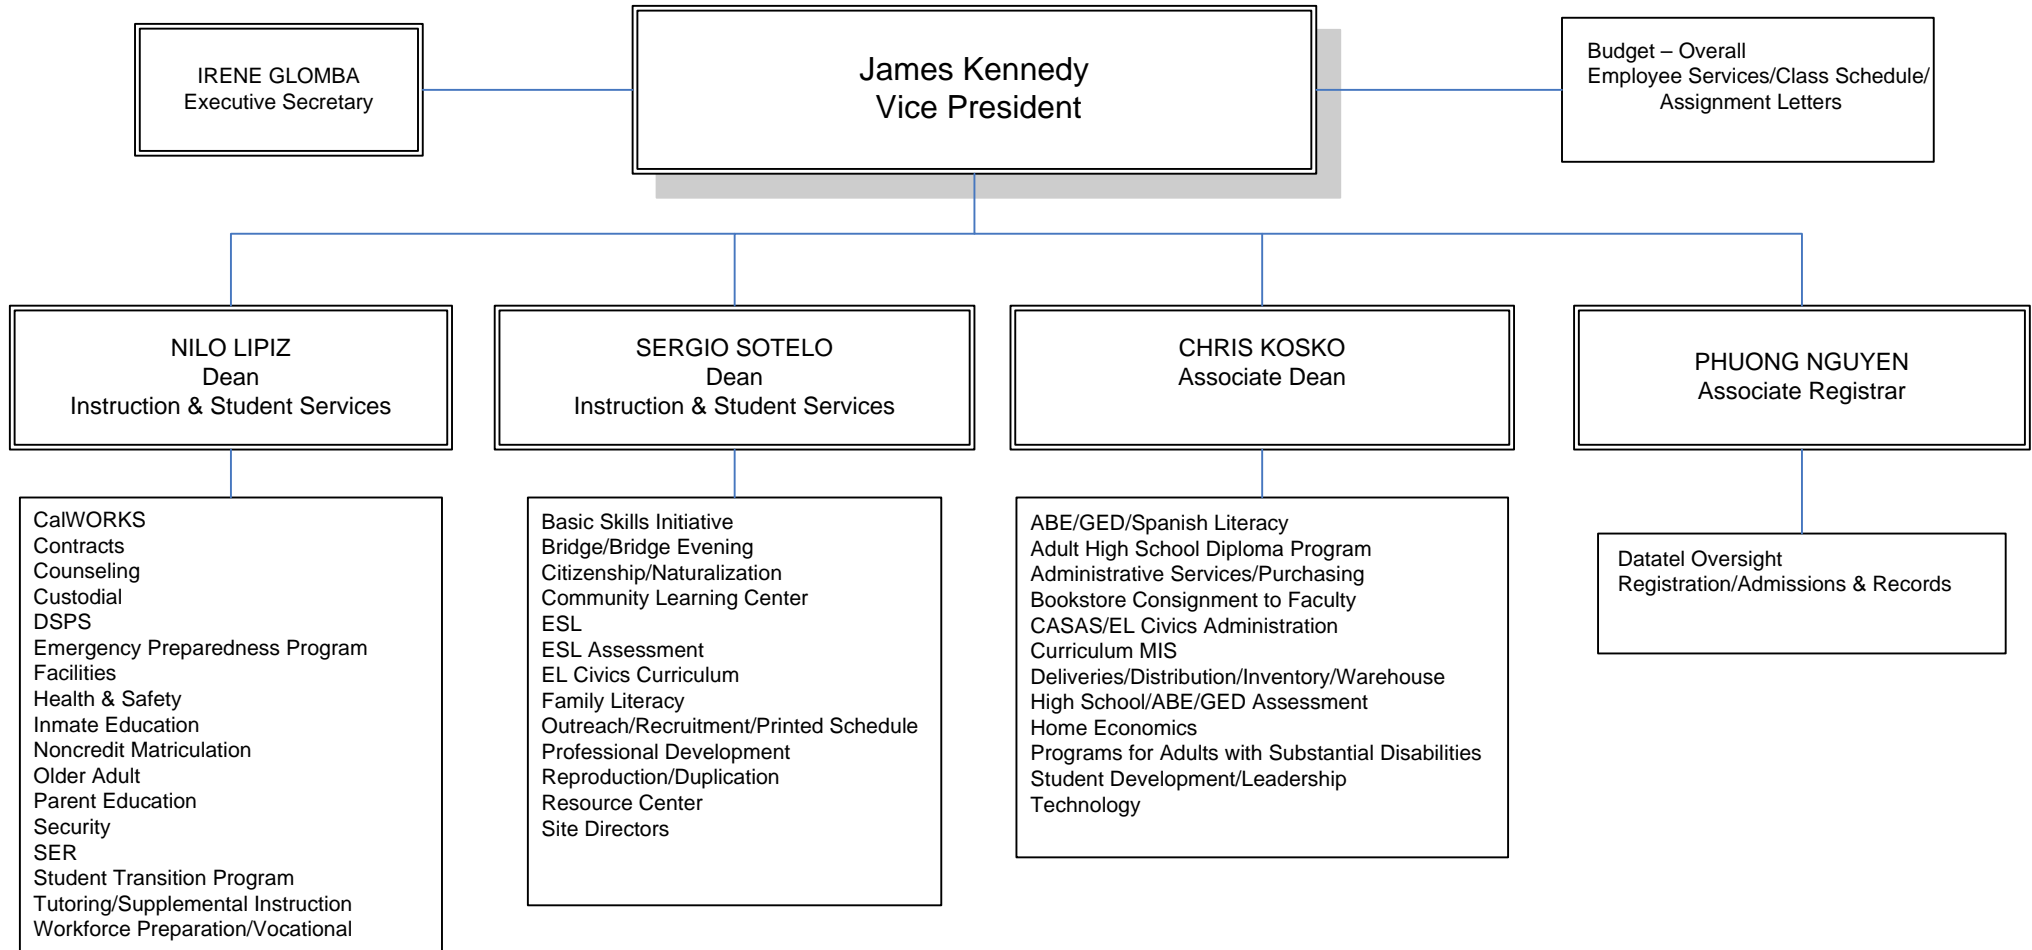 IRENE GLOMBA
Executive Secretary
James Kennedy
Vice President
Budget – Overall
Employee Services/Class Schedule/
Assignment Letters
NILO LIPIZ
Dean
Instruction & Student Services
SERGIO SOTELO
Dean
Instruction & Student Services
CHRIS KOSKO
Associate Dean
PHUONG NGUYEN
Associate Registrar
CalWORKS
Contracts
Counseling
Custodial
DSPS
Emergency Preparedness Program
Facilities
Health & Safety
Inmate Education
Noncredit Matriculation
Older Adult
Parent Education
Security
SER
Student Transition Program
Tutoring/Supplemental Instruction
Workforce Preparation/Vocational
Basic Skills Initiative
Bridge/Bridge Evening
Citizenship/Naturalization
Community Learning Center
ESL
ESL Assessment
EL Civics Curriculum
Family Literacy
Outreach/Recruitment/Printed Schedule
Professional Development
Reproduction/Duplication
Resource Center
Site Directors
ABE/GED/Spanish Literacy
Adult High School Diploma Program
Administrative Services/Purchasing
Bookstore Consignment to Faculty
CASAS/EL Civics Administration
Curriculum MIS
Deliveries/Distribution/Inventory/Warehouse
High School/ABE/GED Assessment
Home Economics
Programs for Adults with Substantial Disabilities
Student Development/Leadership
Technology
Datatel Oversight
Registration/Admissions & Records